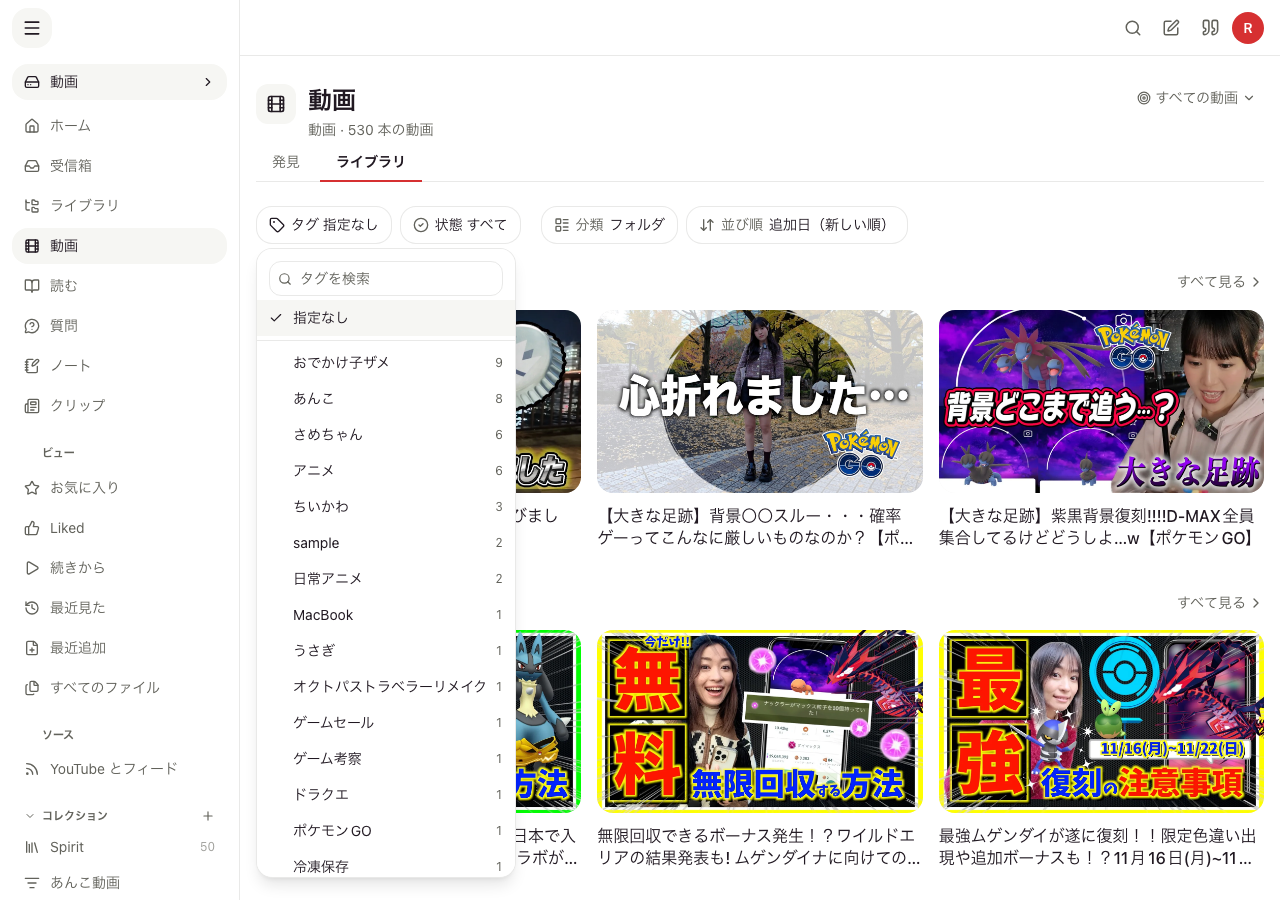 R
動画
ホーム
受信箱
ライブラリ
動画
読む
質問
ノート
クリップ
ビュー
お気に入り
Liked
続きから
最近見た
最近追加
すべてのファイル
ソース
YouTube とフィード
コレクション
Spirit 50
あんこ動画
動画
動画 · 530 本の動画
すべての動画
発見
ライブラリ
タグ 指定なし
状態 すべて
分類 フォルダ
並び順 追加日（新しい順）
タグを検索
指定なし
おでかけ子ザメ 9
あんこ 8
さめちゃん 6
アニメ 6
ちいかわ 3
sample 2
日常アニメ 2
MacBook 1
うさぎ 1
オクトパストラベラーリメイク 1
ゲームセール 1
ゲーム考察 1
ドラクエ 1
ポケモンGO 1
冷凍保存 1
すべて見る
した
びまし
心折れました…
Pokémon
GO
【大きな足跡】背景〇〇スルー・・・確率
ゲーってこんなに厳しいものなのか？【ポ...
Pokémon
GO
背景どこまで追う…？
大きな足跡
【大きな足跡】紫黒背景復刻!!!!D-MAX全員
集合してるけどどうしよ...w【ポケモンGO】
すべて見る
方法
日本で入
ラボが...
今だけ!!
無料
無限回収する方法
無限回収できるボーナス発生！？ワイルドエ
リアの結果発表も! ムゲンダイナに向けての...
最強
11/16(月)~11/22(日)
復刻の注意事項
最強ムゲンダイが遂に復刻！！限定色違い出
現や追加ボーナスも！？11月16日(月)~11...